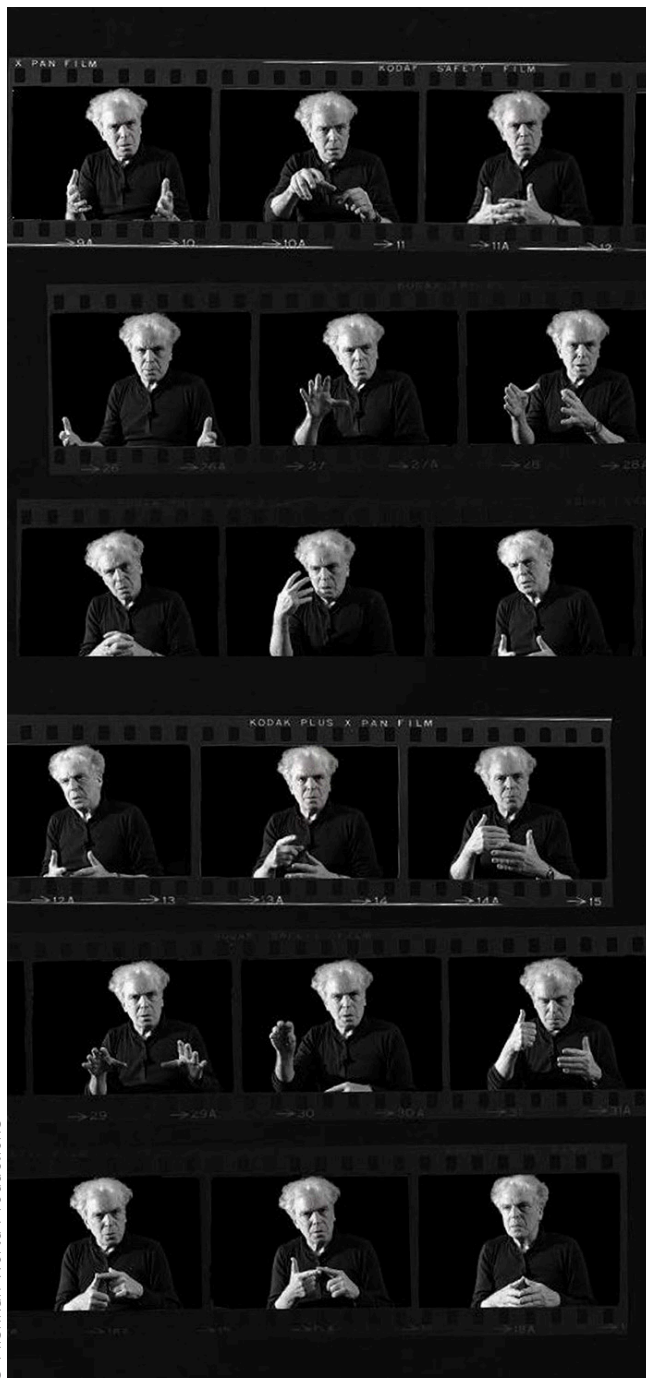 X PAN FILM
KODAK SAFETY FILM
→9A →10 →10A →11 →11A →12
→26 →26A →27 →27A →28 →28A
KODAK PLUS X PAN FILM
→12A →13 →13A →14 →14A →15
→29 →29A →30 →30A →31 →31A
→18A